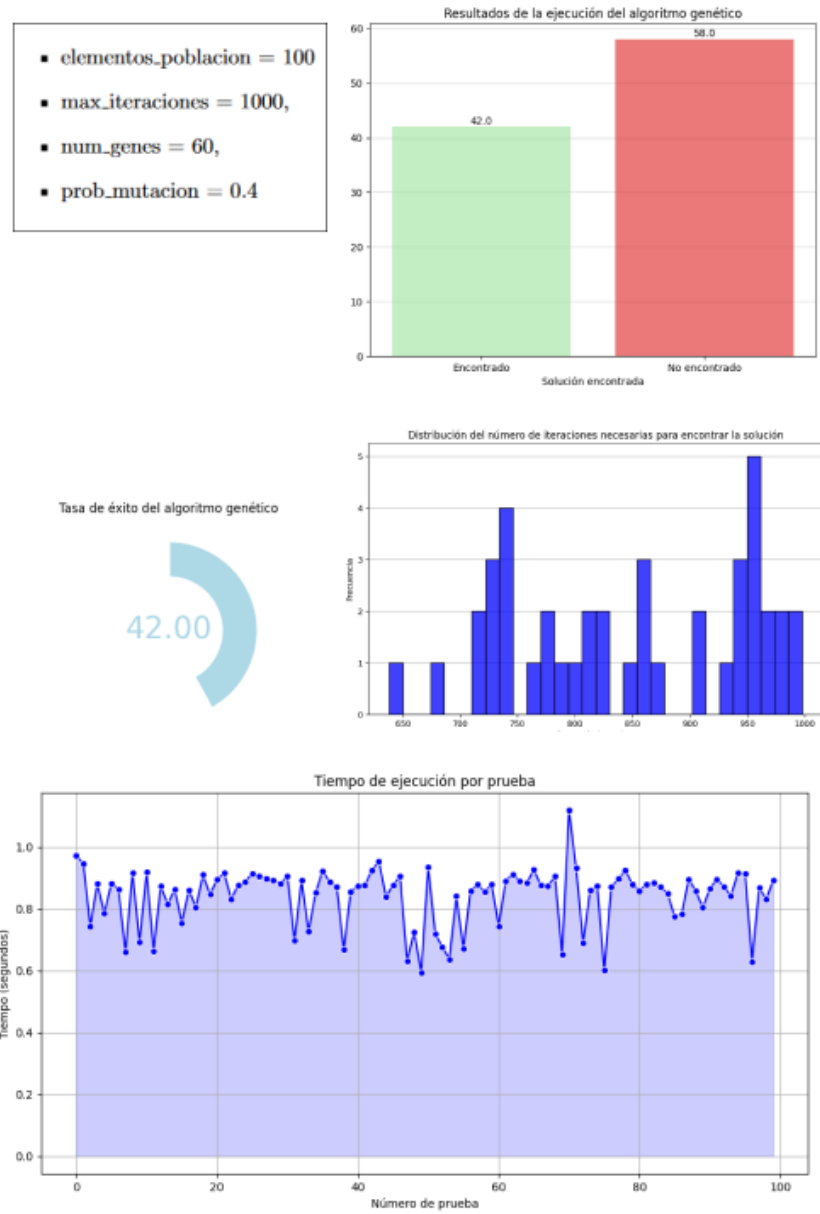 ▪ elementos_poblacion = 100
▪ max_iteraciones = 1000,
▪ num_genes = 60,
▪ prob_mutacion = 0.4
Resultados de la ejecución del algoritmo genético
60
50
40
30
20
10
0
42.0
58.0
Encontrado
No encontrado
Solución encontrada
Tasa de éxito del algoritmo genético
42.00
Distribución del número de iteraciones necesarias para encontrar la solución
Frecuencia
5
4
3
2
1
0
650
700
750
800
850
900
950
1000
Tiempo de ejecución por prueba
Tiempo (segundos)
1.0
0.8
0.6
0.4
0.2
0.0
0
20
40
60
80
100
Número de prueba